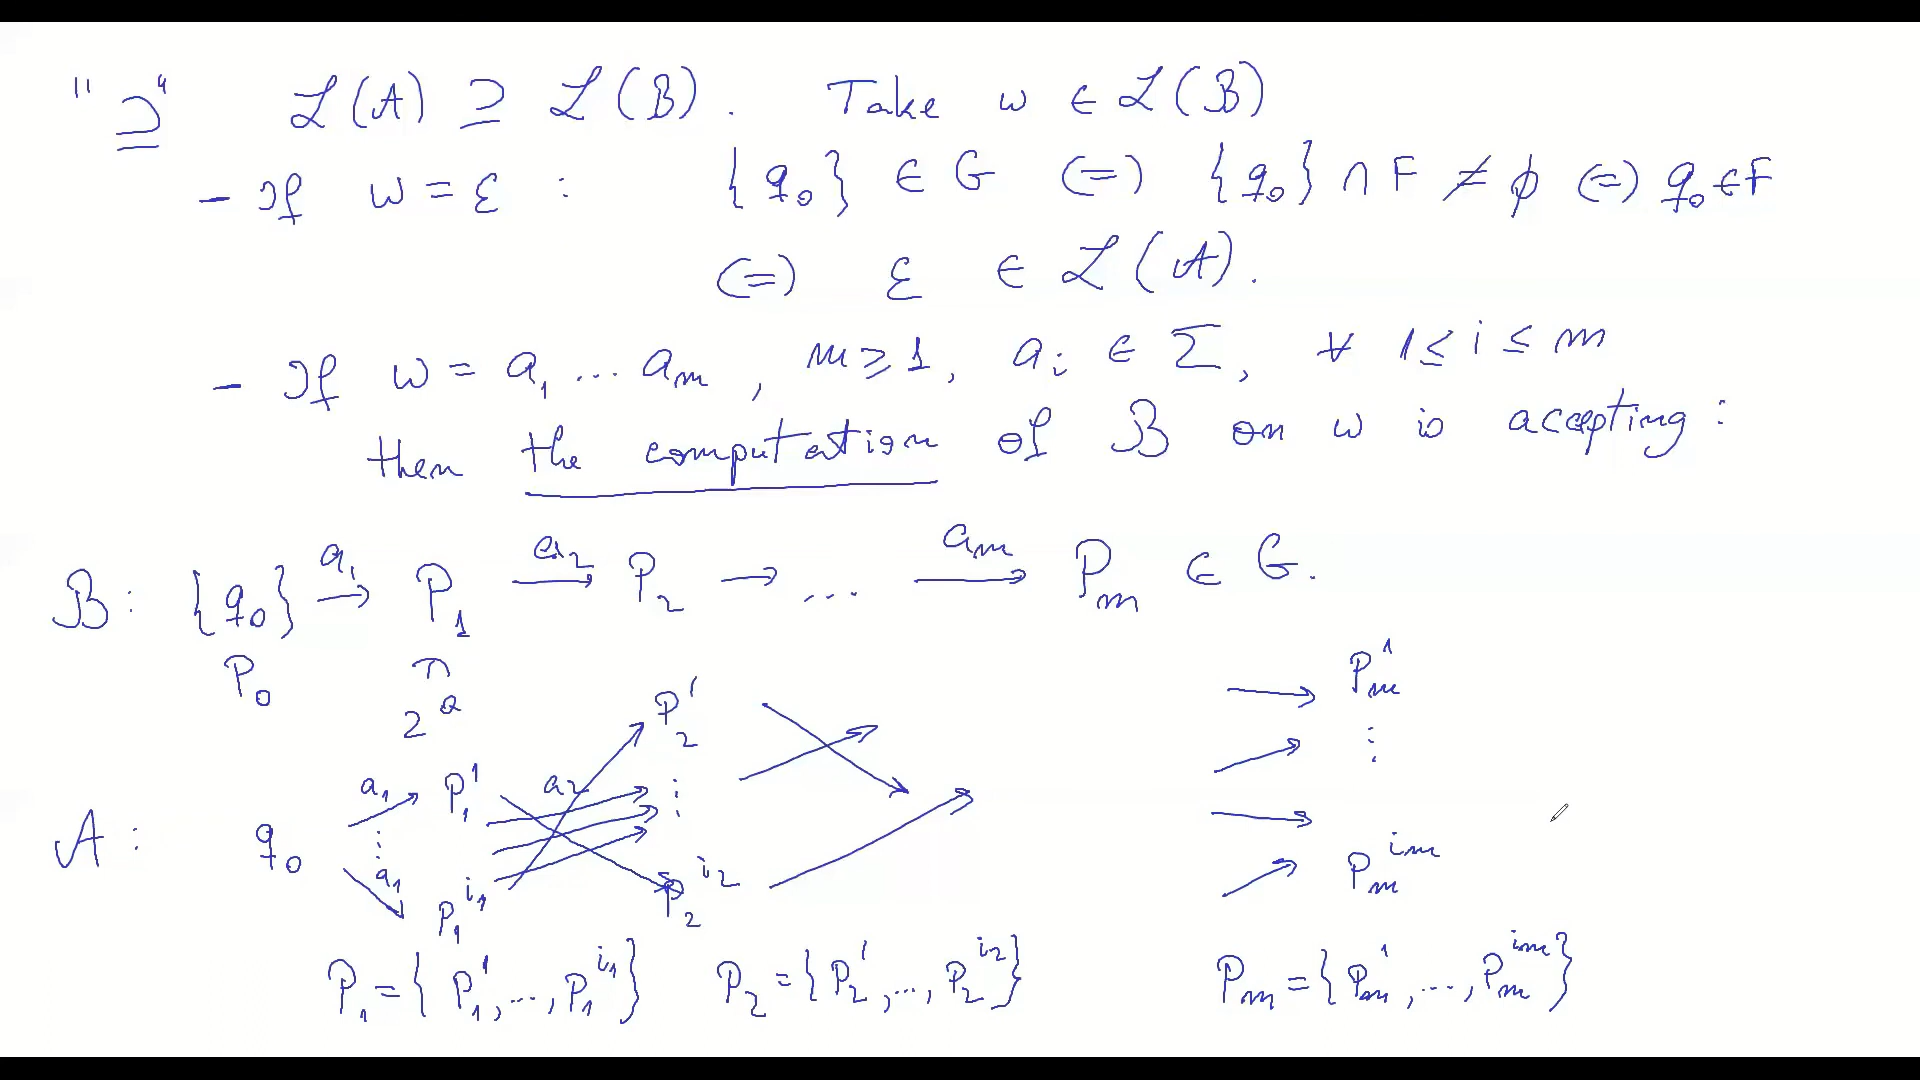 "⊇" ℒ(A) ⊇ ℒ(B). Take w ∈ ℒ(B)
- If w = ε : {q₀} ∈ G (=) {q₀} ∩ F ≠ ϕ (=) q₀ ∈ F
(=) ε ∈ ℒ(A).
- If w = a₁ ... aₘ , m ≥ 1, aᵢ ∈ Σ, ∀ 1 ≤ i ≤ m
then the computation of B on w is accepting :
B : {q₀} →^{a₁} P₁ →^{a₂} P₂ → ... →^{aₘ} Pₘ ∈ G.
P₀ ∩ 2^Q
A : q₀ a₁ ⋮ a₁ p₁^1 p₁^{i₁} a₂ p₂^1 ⋮ p₂^{i₂} pₘ^1 ⋮ pₘ^{iₘ}
P₁ = { p₁^1 , ..., p₁^{i₁} } P₂ = { p₂^1 , ..., p₂^{i₂} } Pₘ = { pₘ^1 , ..., pₘ^{iₘ} }